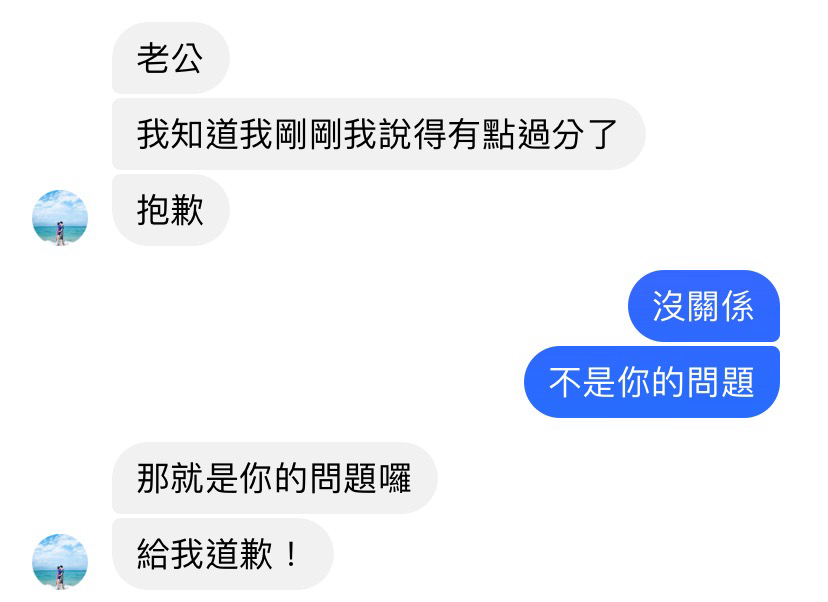 老公
我知道我剛剛我說得有點過分了
抱歉
沒關係
不是你的問題
那就是你的問題囉
給我道歉！